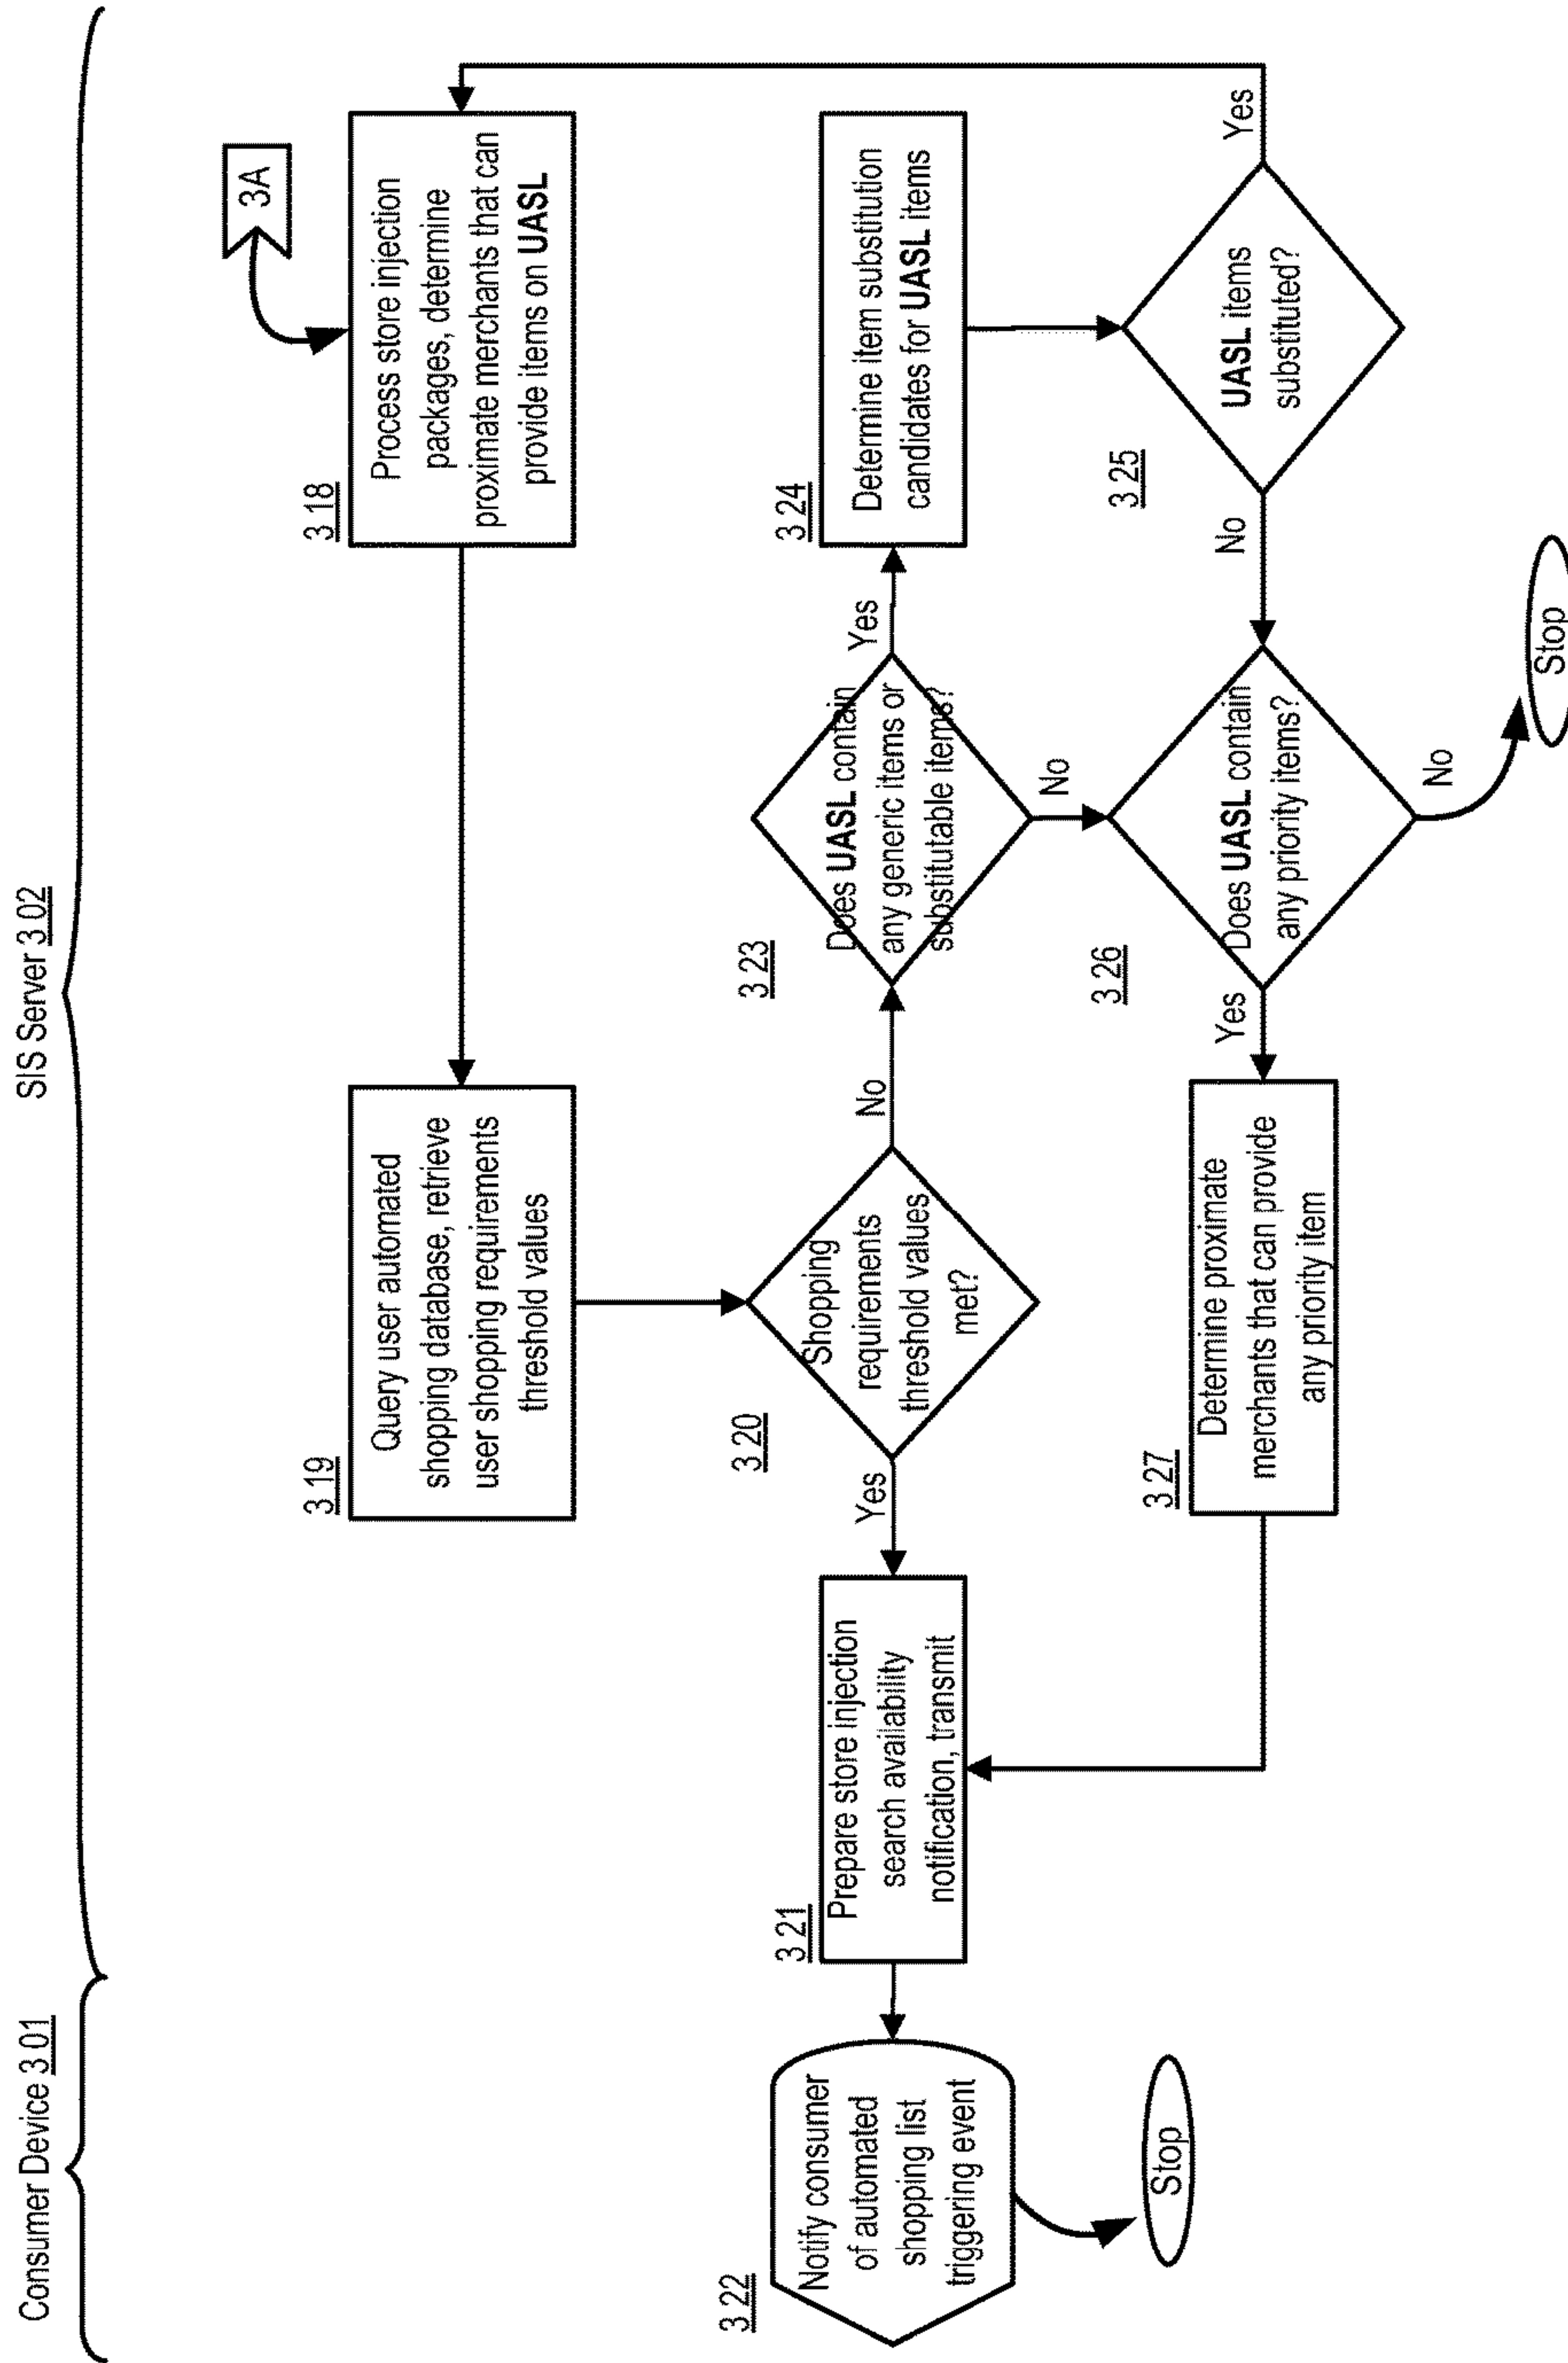 Consumer Device 3 01
SIS Server 3 02
3A
3 18
Process store injection
packages, determine
proximate merchants that can
provide items on UASL
3 19
Query user automated
shopping database, retrieve
user shopping requirements
threshold values
3 20
Shopping
requirements
threshold values
met?
Yes
No
3 21
Prepare store injection
search availability
notification, transmit
3 22
Notify consumer
of automated
shopping list
triggering event
Stop
3 23
Does UASL contain
any generic items or
substitutable items?
Yes
No
3 24
Determine item substitution
candidates for UASL items
3 25
UASL items
substituted?
Yes
No
3 26
Does UASL contain
any priority items?
Yes
No
3 27
Determine proximate
merchants that can provide
any priority item
Stop